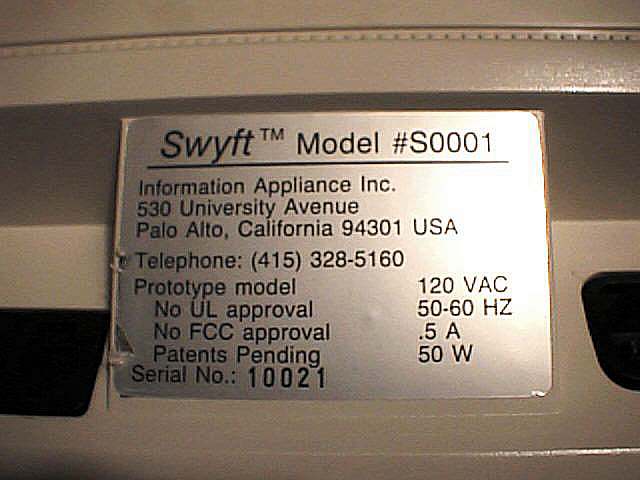 Swyft™ Model #S0001
Information Appliance Inc.
530 University Avenue
Palo Alto, California 94301 USA
Telephone: (415) 328-5160
Prototype model 120 VAC
No UL approval 50-60 HZ
No FCC approval .5 A
Patents Pending 50 W
Serial No.: 10021